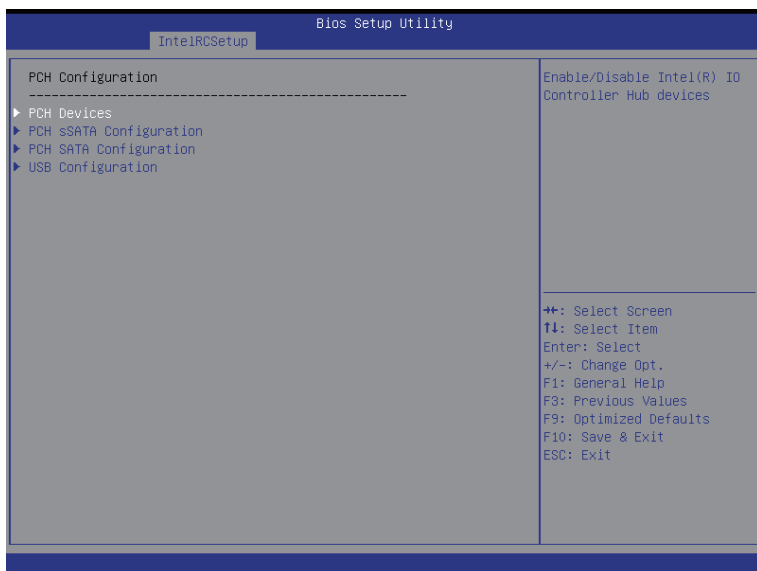 Bios Setup Utility
IntelRCSetup
PCH Configuration
------------------------------------------------
PCH Devices
PCH sSATA Configuration
PCH SATA Configuration
USB Configuration
Enable/Disable Intel(R) IO
Controller Hub devices
→←: Select Screen
↑↓: Select Item
Enter: Select
+/-: Change Opt.
F1: General Help
F3: Previous Values
F9: Optimized Defaults
F10: Save & Exit
ESC: Exit